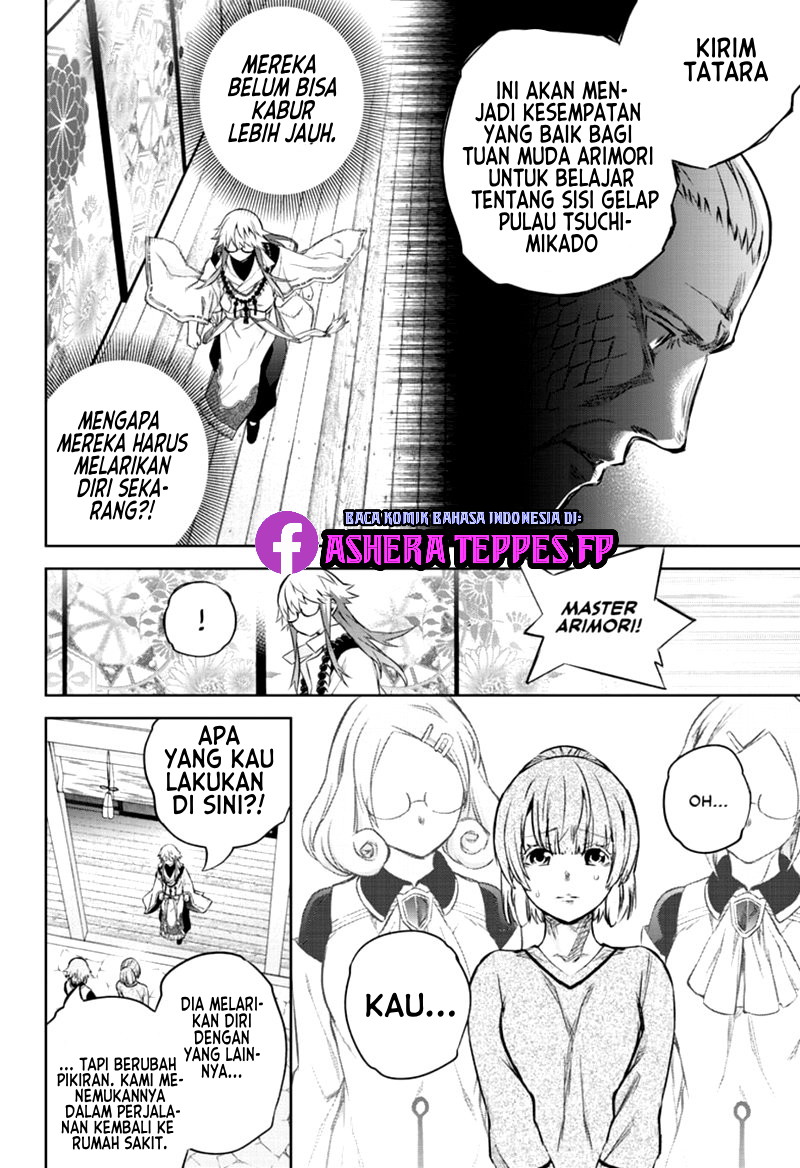 KIRIM
TATARA
INI AKAN MEN-
JADI KESEMPATAN
YANG BAIK BAGI
TUAN MUDA ARIMORI
UNTUK BELAJAR
TENTANG SISI GELAP
PULAU TSUCHI-
MIKADO
MEREKA
BELUM BISA
KABUR
LEBIH JAUH.
MENGAPA
MEREKA HARUS
MELARIKAN
DIRI SEKA-
RANG?!
BACA KOMIK BAHASA INDONESIA DI:
ASHERA TEPPES FP
MASTER
ARIMORI!
!
OH...
KAU...
APA
YANG KAU
LAKUKAN
DI SINI?!
DIA MELARI-
KAN DIRI
DENGAN
YANG LAIN-
NYA...
... TAPI BERUBAH
PIKIRAN. KAMI ME-
NEMUKANNYA
DALAM PERJALA-
NAN KEMBALI KE
RUMAH SAKIT.